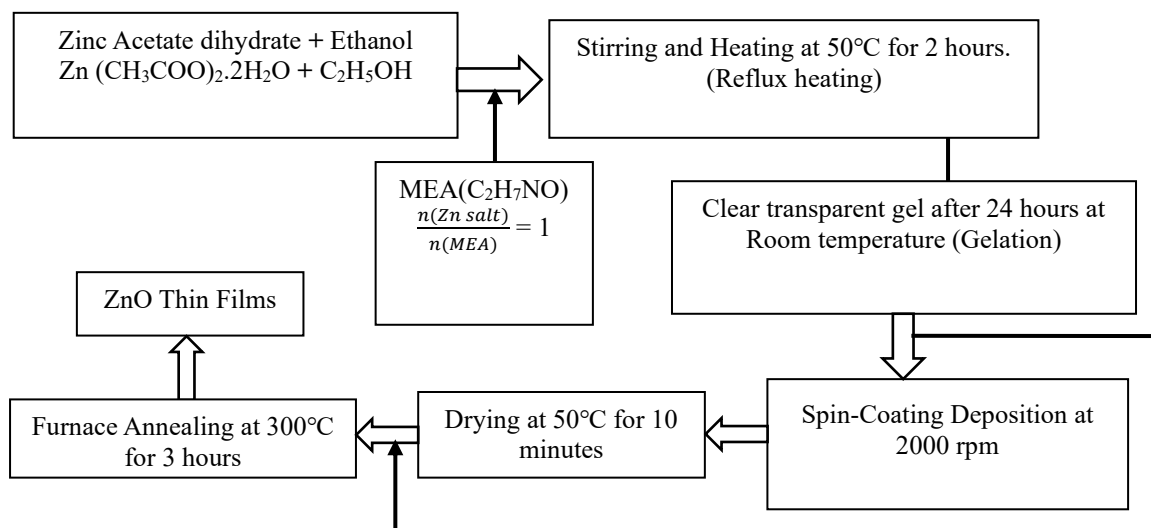 Zinc Acetate dihydrate + Ethanol
Zn (CH₃COO)₂.2H₂O + C₂H₅OH
Stirring and Heating at 50℃ for 2 hours.
(Reflux heating)
MEA(C₂H₇NO)
n(Zn salt)/n(MEA) = 1
Clear transparent gel after 24 hours at
Room temperature (Gelation)
ZnO Thin Films
Furnace Annealing at 300℃
for 3 hours
Drying at 50℃ for 10
minutes
Spin-Coating Deposition at
2000 rpm